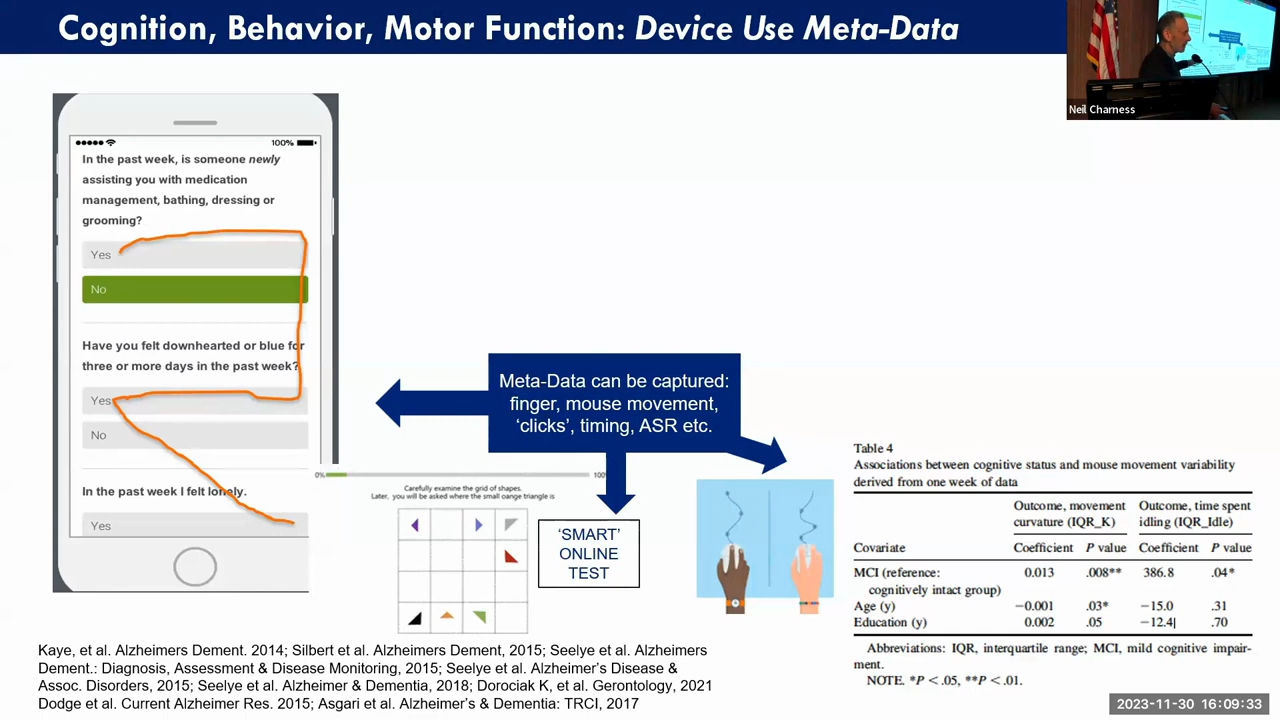 Cognition, Behavior, Motor Function: Device Use Meta-Data
Neil Charness
100%
In the past week, is someone newly
assisting you with medication
management, bathing, dressing or
grooming?
Yes
No
Have you felt downhearted or blue for
three or more days in the past week?
Yes
No
In the past week I felt lonely.
Yes
Meta-Data can be captured:
finger, mouse movement,
‘clicks’, timing, ASR etc.
0%
100
Carefully examine the grid of shapes.
Later, you will be asked where the small oange triangle is
‘SMART’
ONLINE
TEST
Table 4
Associations between cognitive status and mouse movement variability
derived from one week of data
Outcome, movement
curvature (IQR_K)
Outcome, time spent
idling (IQR_Idle)
Covariate Coefficient P value Coefficient P value
MCI (reference:
cognitively intact group) 0.013 .008** 386.8 .04*
Age (y) −0.001 .03* −15.0 .31
Education (y) 0.002 .05 −12.4 .70
Abbreviations: IQR, interquartile range; MCI, mild cognitive impair-
ment.
NOTE. *P < .05, **P < .01.
Kaye, et al. Alzheimers Dement. 2014; Silbert et al. Alzheimers Dement, 2015; Seelye et al. Alzheimers
Dement.: Diagnosis, Assessment & Disease Monitoring, 2015; Seelye et al. Alzheimer’s Disease &
Assoc. Disorders, 2015; Seelye et al. Alzheimer & Dementia, 2018; Dorociak K, et al. Gerontology, 2021
Dodge et al. Current Alzheimer Res. 2015; Asgari et al. Alzheimer’s & Dementia: TRCI, 2017
2023-11-30 16:09:33